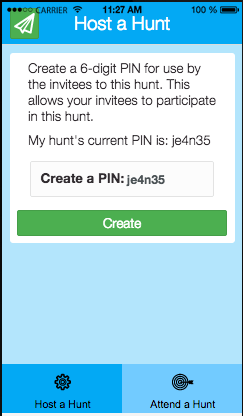 CARRIER 11:27 AM 100 %
Host a Hunt
Create a 6-digit PIN for use by
the invitees to this hunt. This
allows your invitees to participate
in this hunt.
My hunt's current PIN is: je4n35
Create a PIN: je4n35
Create
Host a Hunt Attend a Hunt